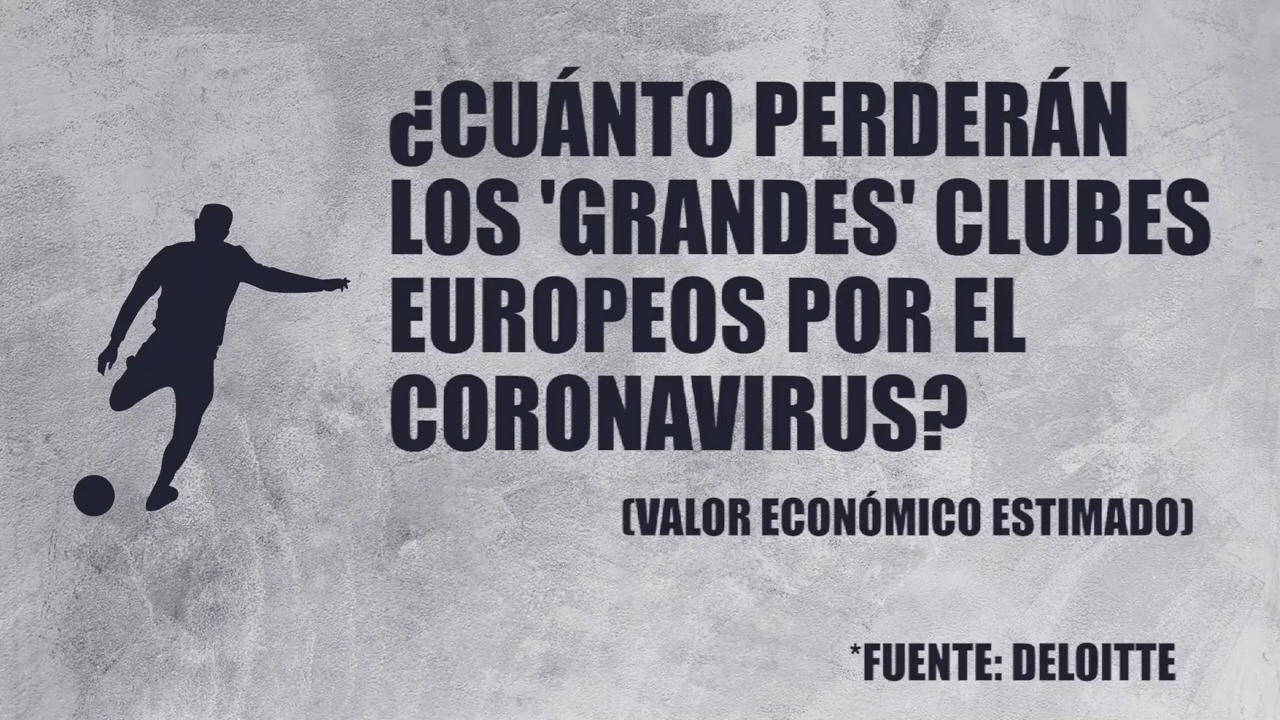 ¿CUÁNTO PERDERÁN
LOS 'GRANDES' CLUBES
EUROPEOS POR EL
CORONAVIRUS?
(VALOR ECONÓMICO ESTIMADO)
*FUENTE: DELOITTE